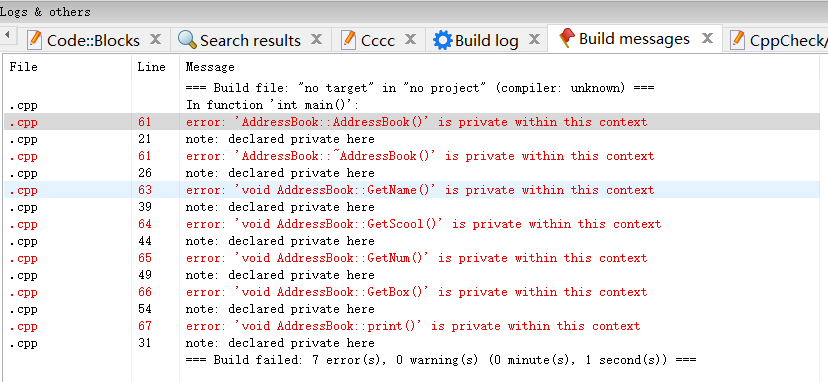 Logs & others
Code::Blocks X Search results X Cccc X Build log X Build messages X CppCheck/
File Line Message
=== Build file: "no target" in "no project" (compiler: unknown) ===
.cpp In function 'int main()':
.cpp 61 error: 'AddressBook::AddressBook()' is private within this context
.cpp 21 note: declared private here
.cpp 61 error: 'AddressBook::~AddressBook()' is private within this context
.cpp 26 note: declared private here
.cpp 63 error: 'void AddressBook::GetName()' is private within this context
.cpp 39 note: declared private here
.cpp 64 error: 'void AddressBook::GetScool()' is private within this context
.cpp 44 note: declared private here
.cpp 65 error: 'void AddressBook::GetNum()' is private within this context
.cpp 49 note: declared private here
.cpp 66 error: 'void AddressBook::GetBox()' is private within this context
.cpp 54 note: declared private here
.cpp 67 error: 'void AddressBook::print()' is private within this context
.cpp 31 note: declared private here
=== Build failed: 7 error(s), 0 warning(s) (0 minute(s), 1 second(s)) ===